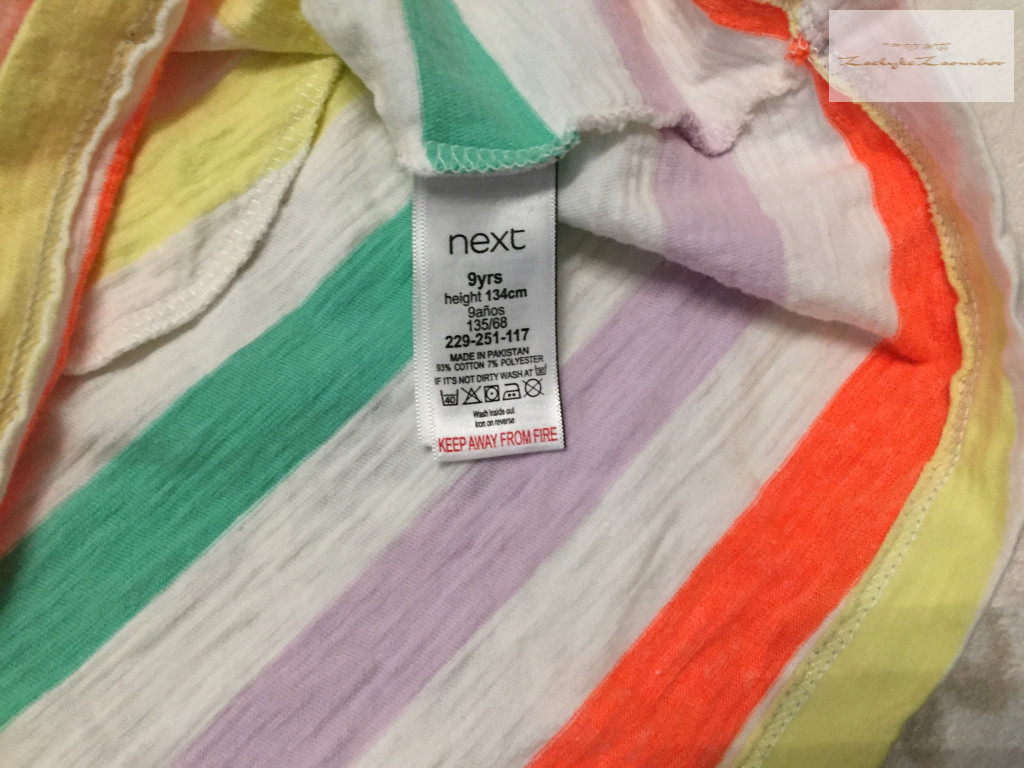 next
9yrs
height 134cm
9años
135/68
229-251-117
MADE IN PAKISTAN
93% COTTON 7% POLYESTER
IF IT'S NOT DIRTY WASH AT
40
Wash inside out
iron on reverse
KEEP AWAY FROM FIRE